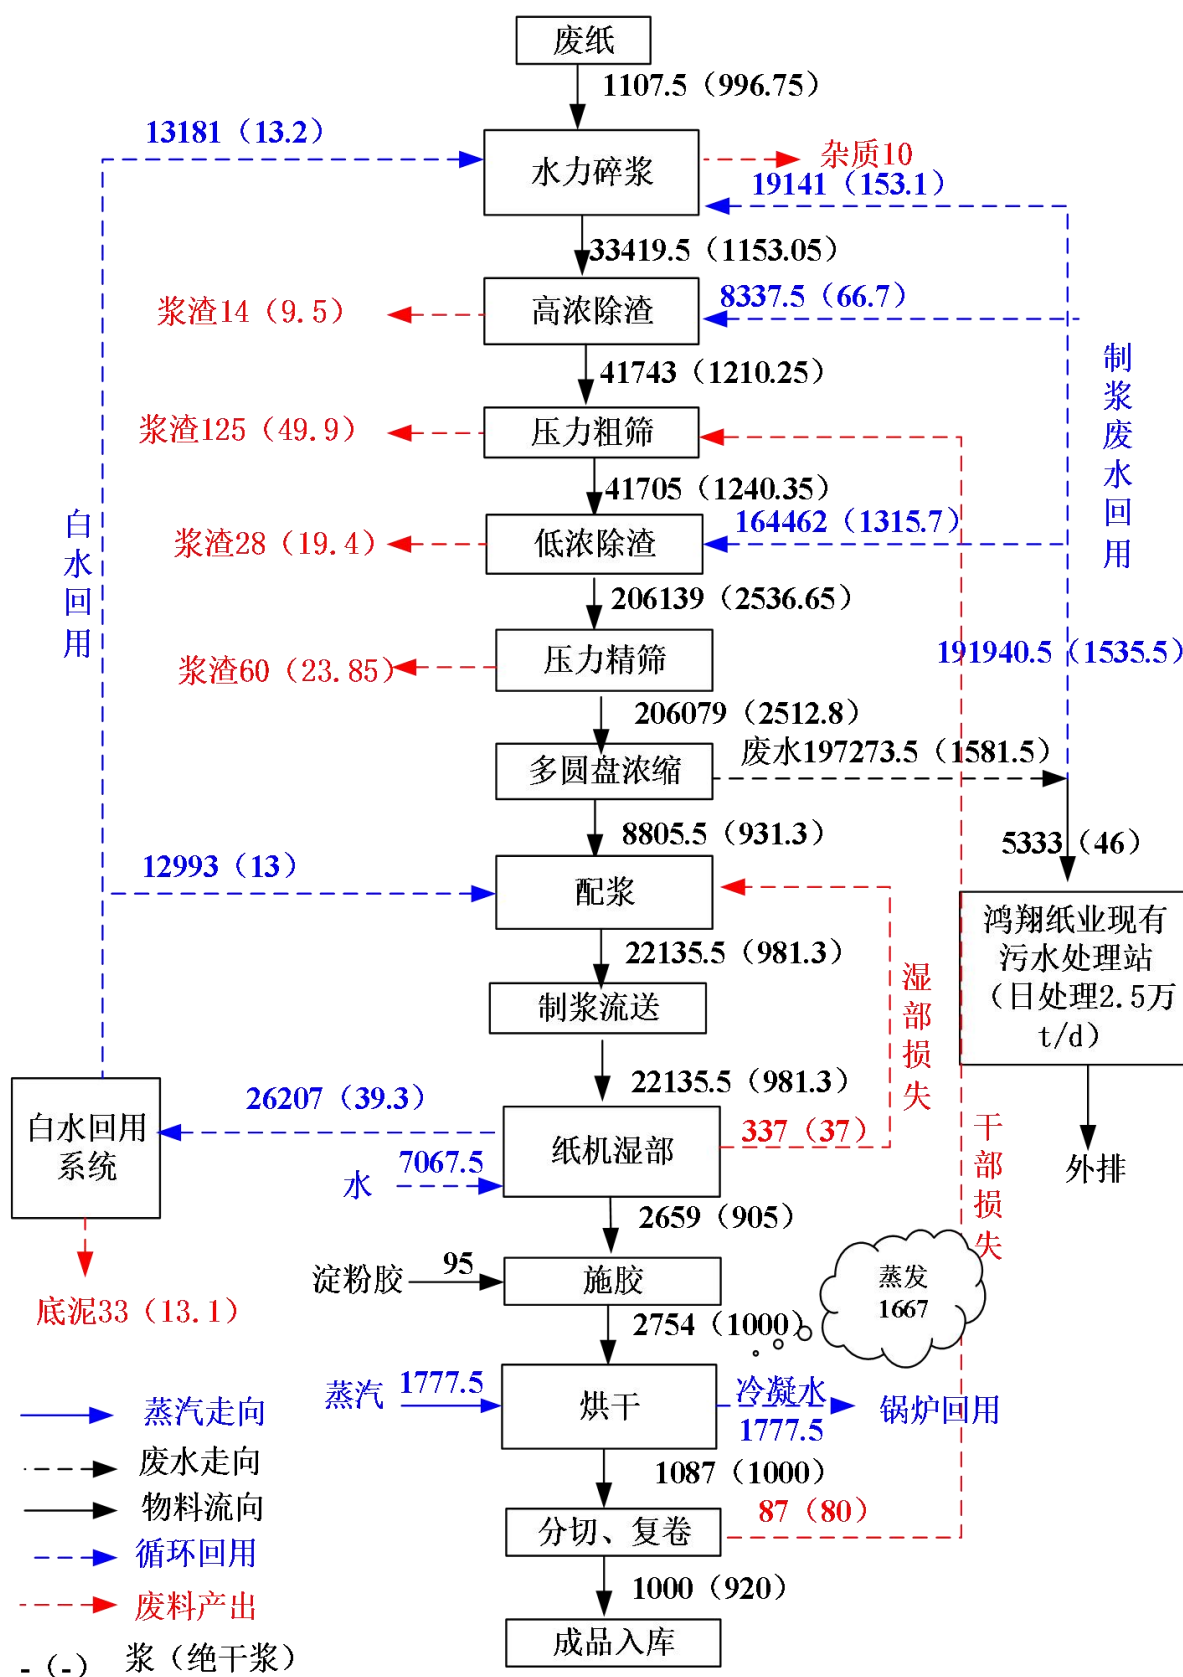 废纸
1107.5（996.75）
13181（13.2）
水力碎浆
杂质10
19141（153.1）
33419.5（1153.05）
浆渣14（9.5）
高浓除渣
8337.5（66.7）
41743（1210.25）
浆渣125（49.9）
压力粗筛
41705（1240.35）
制浆废水回用
白水回用
浆渣28（19.4）
低浓除渣
164462（1315.7）
206139（2536.65）
浆渣60（23.85）
压力精筛
191940.5（1535.5）
206079（2512.8）
多圆盘浓缩
废水197273.5（1581.5）
8805.5（931.3）
5333（46）
12993（13）
配浆
22135.5（981.3）
湿部损失
鸿翔纸业现有
污水处理站
（日处理2.5万
t/d）
制浆流送
22135.5（981.3）
白水回用
系统
26207（39.3）
纸机湿部
337（37）
干部损失
水
7067.5
外排
2659（905）
底泥33（13.1）
淀粉胶
95
施胶
蒸发
1667
2754（1000）
蒸汽
1777.5
烘干
冷凝水
1777.5
锅炉回用
1087（1000）
蒸汽走向
废水走向
物料流向
循环回用
废料产出
-（-） 浆（绝干浆）
分切、复卷
87（80）
1000（920）
成品入库